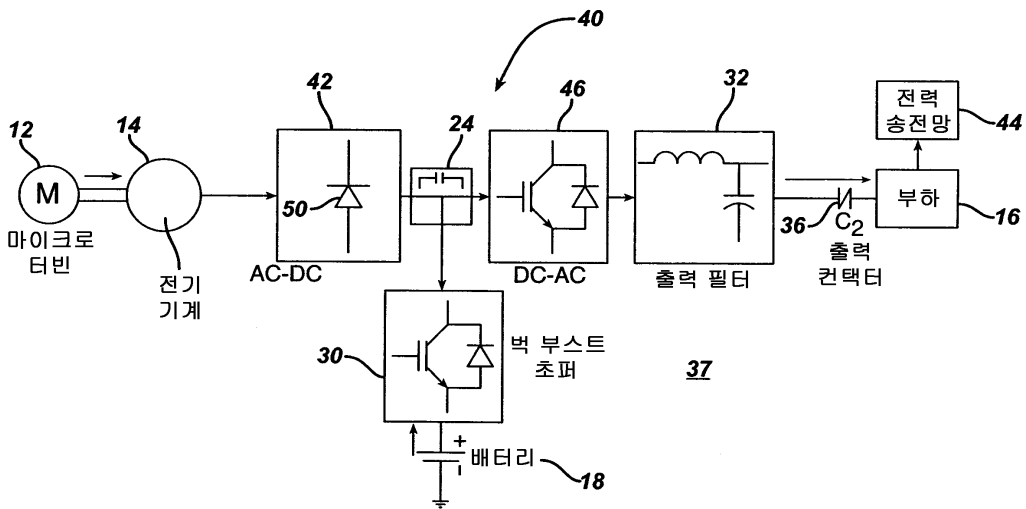 40
12
14
42
24
46
32
전력
송전망
44
M
50
부하
16
36
C2
마이크로
터빈
전기
기계
AC-DC
DC-AC
출력 필터
출력
컨택터
30
벅 부스트
초퍼
37
+
배터리
18